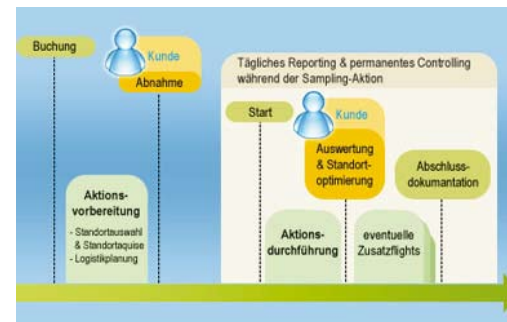 Buchung
Kunde
Abnahme
Aktions-
vorbereitung
- Standortauswahl
& Standortaquise
- Logistikplanung
Tägliches Reporting & permanentes Controlling
während der Sampling-Aktion
Start
Kunde
Auswertung
& Standort-
optimierung
Abschluss-
dokumantation
Aktions-
durchführung
eventuelle
Zusatzflights